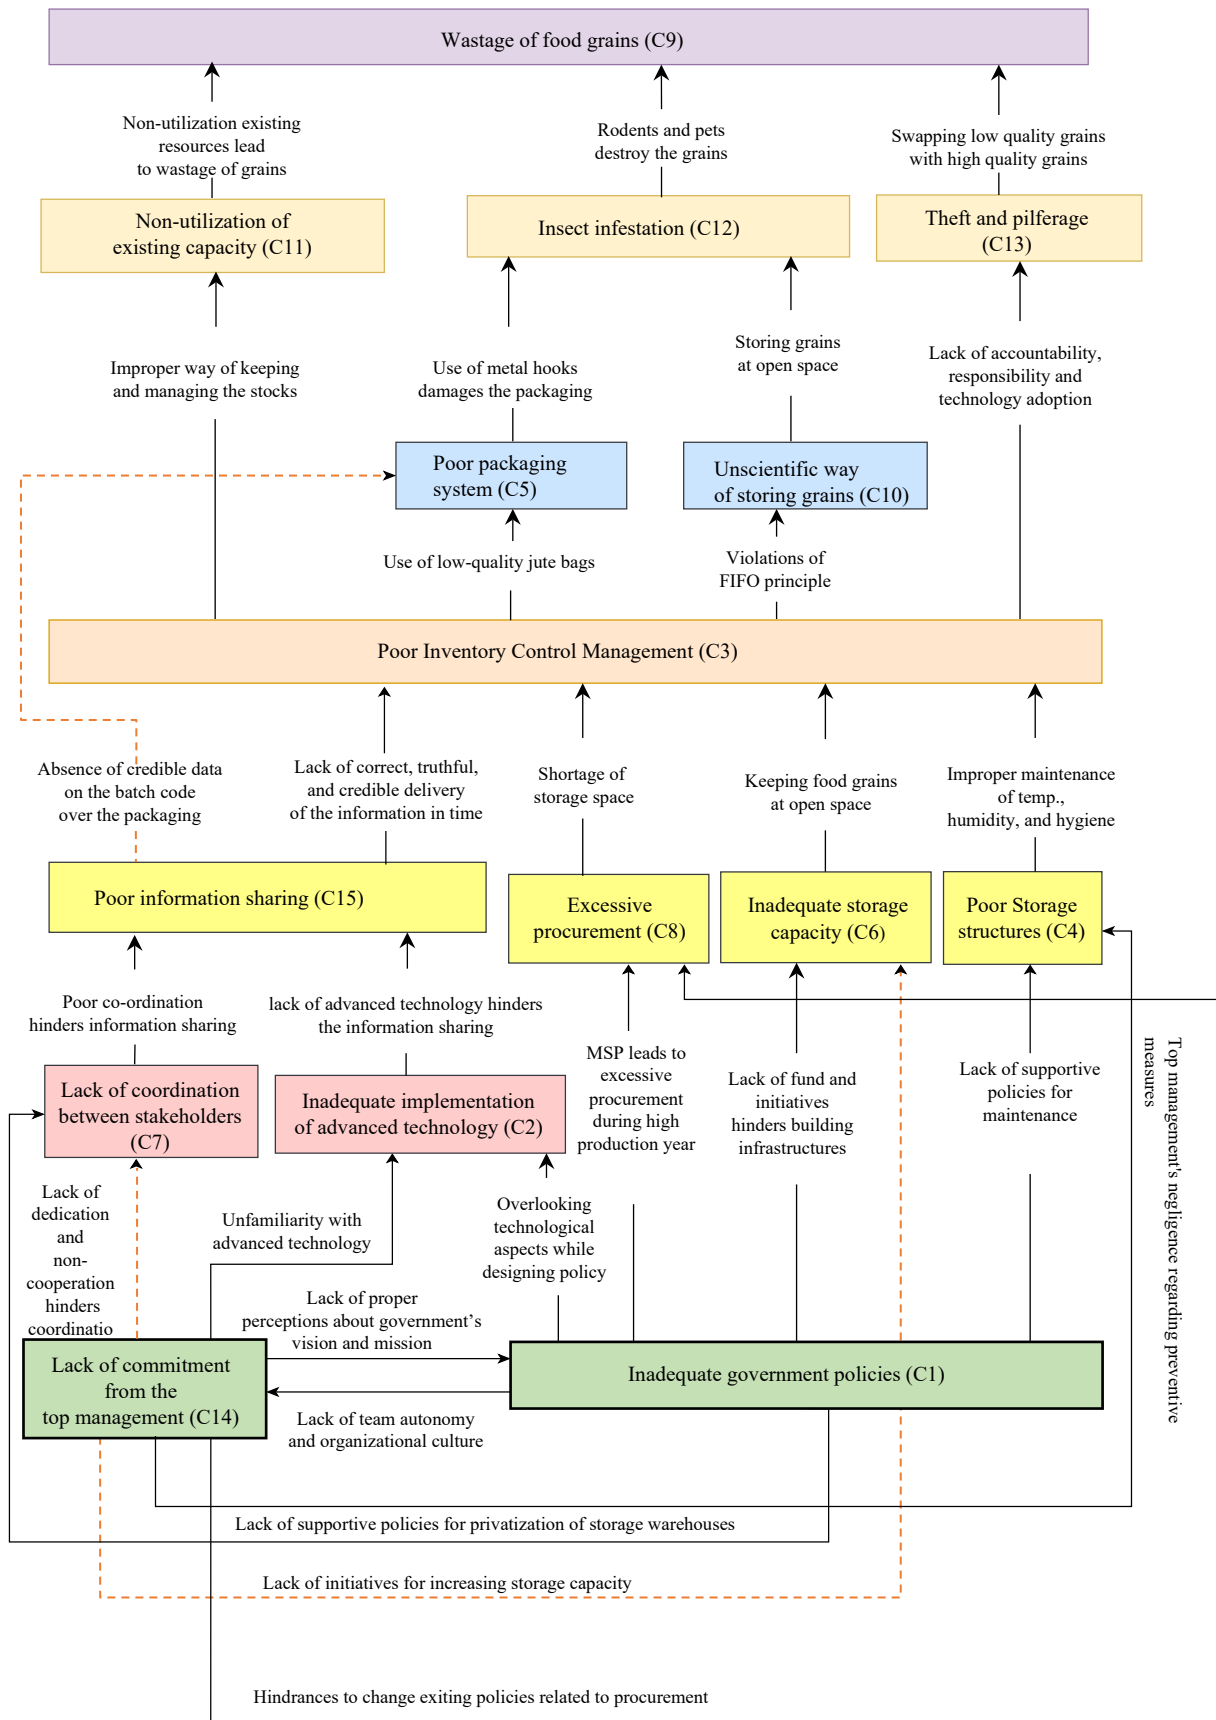 Wastage of food grains (C9)
Non-utilization existing
resources lead
to wastage of grains
Rodents and pets
destroy the grains
Swapping low quality grains
with high quality grains
Non-utilization of
existing capacity (C11)
Insect infestation (C12)
Theft and pilferage
(C13)
Improper way of keeping
and managing the stocks
Use of metal hooks
damages the packaging
Storing grains
at open space
Lack of accountability,
responsibility and
technology adoption
Poor packaging
system (C5)
Unscientific way
of storing grains (C10)
Use of low-quality jute bags
Violations of
FIFO principle
Poor Inventory Control Management (C3)
Absence of credible data
on the batch code
over the packaging
Lack of correct, truthful,
and credible delivery
of the information in time
Shortage of
storage space
Keeping food grains
at open space
Improper maintenance
of temp.,
humidity, and hygiene
Poor information sharing (C15)
Excessive
procurement (C8)
Inadequate storage
capacity (C6)
Poor Storage
structures (C4)
Poor co-ordination
hinders information sharing
lack of advanced technology hinders
the information sharing
MSP leads to
excessive
procurement
during high
production year
Lack of fund and
initiatives
hinders building
infrastructures
Lack of supportive
policies for
maintenance
Top management's negligence regarding preventive
measures
Lack of coordination
between stakeholders
(C7)
Inadequate implementation
of advanced technology (C2)
Lack of
dedication
and
non-
cooperation
hinders
coordinatio
Unfamiliarity with
advanced technology
Overlooking
technological
aspects while
designing policy
Lack of proper
perceptions about government’s
vision and mission
Lack of commitment
from the
top management (C14)
Inadequate government policies (C1)
Lack of team autonomy
and organizational culture
Lack of supportive policies for privatization of storage warehouses
Lack of initiatives for increasing storage capacity
Hindrances to change exiting policies related to procurement